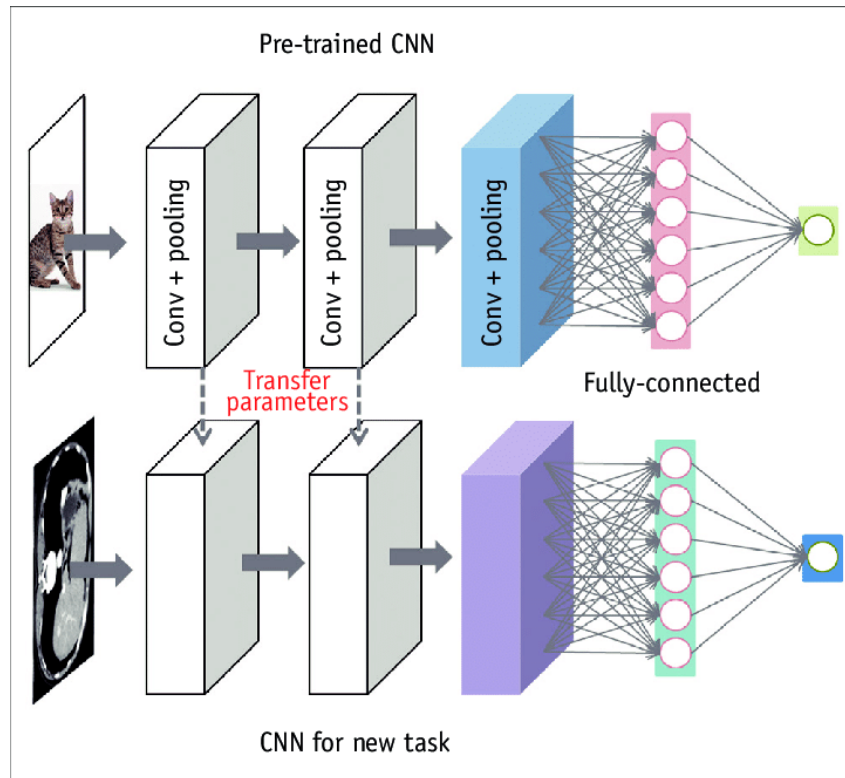 Pre-trained CNN
Conv + pooling
Conv + pooling
Conv + pooling
Transfer
parameters
Fully-connected
CNN for new task